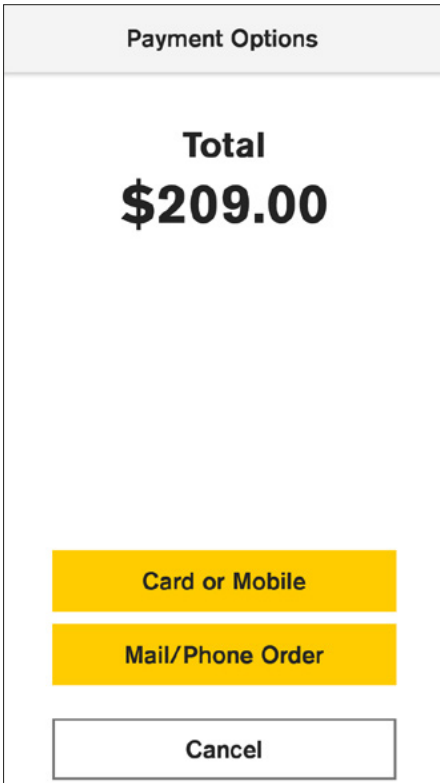 Payment Options
Total
$209.00
Card or Mobile
Mail/Phone Order
Cancel